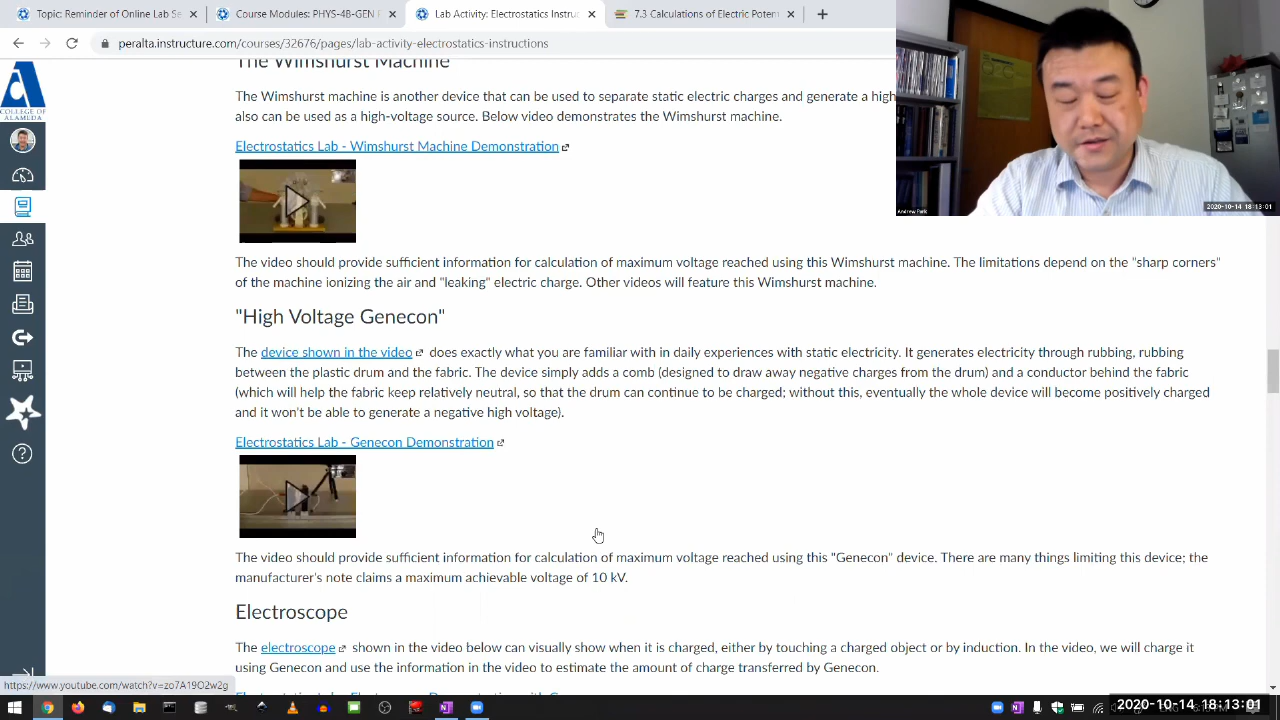 Topic: Reminder of Online Lab Se
Course Modules: PHYS-4B-GEN P
Lab Activity: Electrostatics Instruc
7.3 Calculations of Electric Poten
peralta.instructure.com/courses/32676/pages/lab-activity-electrostatics-instructions
COLLEGE OF
ALAMEDA
The Wimshurst Machine
The Wimshurst machine is another device that can be used to separate static electric charges and generate a high
also can be used as a high-voltage source. Below video demonstrates the Wimshurst machine.
Electrostatics Lab - Wimshurst Machine Demonstration
The video should provide sufficient information for calculation of maximum voltage reached using this Wimshurst machine. The limitations depend on the "sharp corners"
of the machine ionizing the air and "leaking" electric charge. Other videos will feature this Wimshurst machine.
"High Voltage Genecon"
The device shown in the video does exactly what you are familiar with in daily experiences with static electricity. It generates electricity through rubbing, rubbing
between the plastic drum and the fabric. The device simply adds a comb (designed to draw away negative charges from the drum) and a conductor behind the fabric
(which will help the fabric keep relatively neutral, so that the drum can continue to be charged; without this, eventually the whole device will become positively charged
and it won't be able to generate a negative high voltage).
Electrostatics Lab - Genecon Demonstration
The video should provide sufficient information for calculation of maximum voltage reached using this "Genecon" device. There are many things limiting this device; the
manufacturer's note claims a maximum achievable voltage of 10 kV.
Electroscope
The electroscope shown in the video below can visually show when it is charged, either by touching a charged object or by induction. In the video, we will charge it
using Genecon and use the information in the video to estimate the amount of charge transferred by Genecon.
https://www.youtube.com/watch?v=zo7A19O2w2g
Andrew Park
2020-10-14 18:13:01
2020-10-14 18:13:01